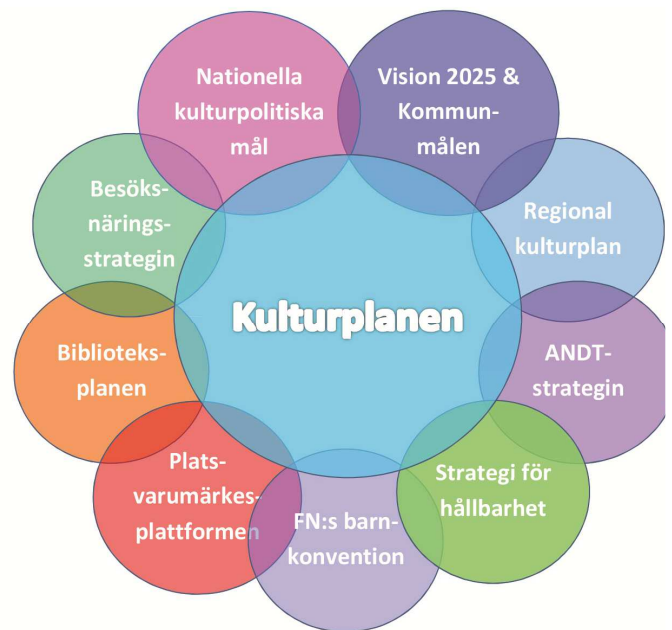 Nationella
kulturpolitiska
mål
Vision 2025 &
Kommun-
målen
Besöks-
närings-
strategin
Regional
kulturplan
Kulturplanen
Biblioteks-
planen
ANDT-
strategin
Plats-
varumärkes-
plattformen
Strategi för
hållbarhet
FN:s barn-
konvention